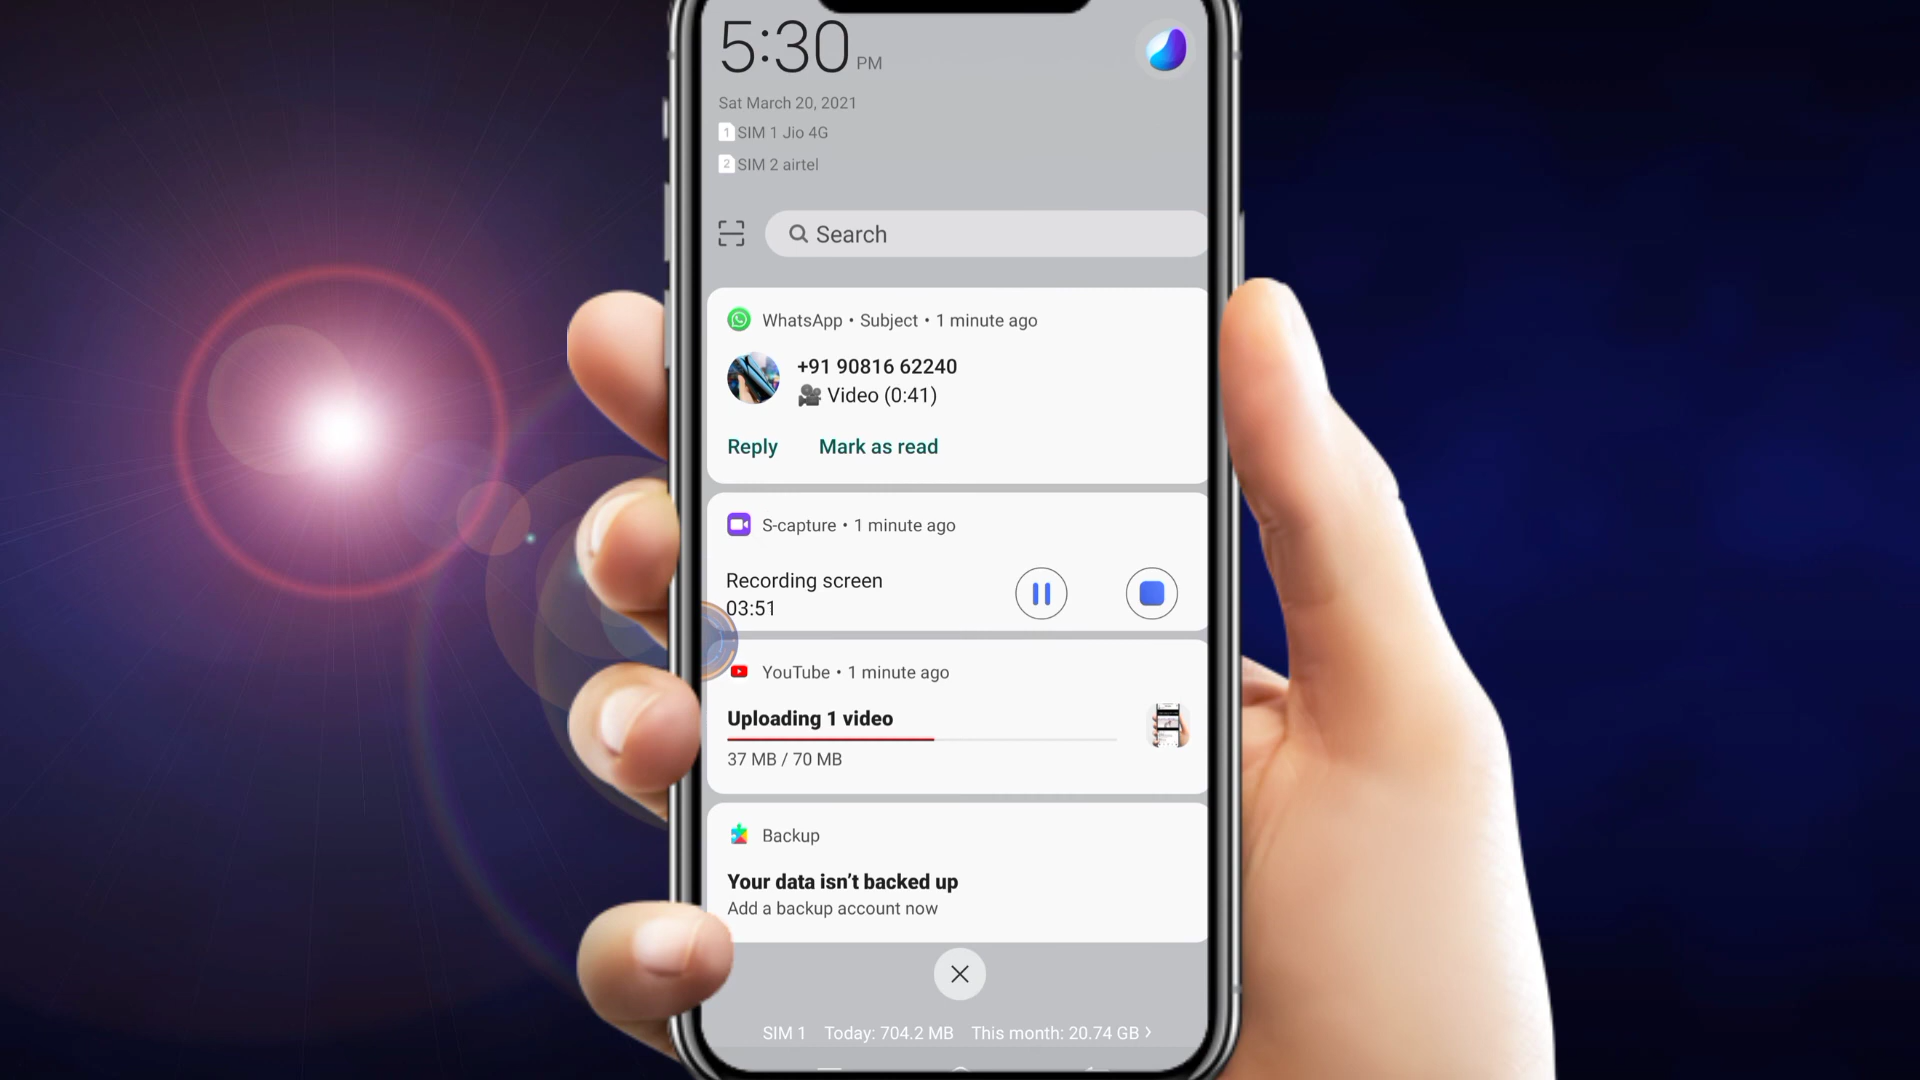 5:30 PM
Sat March 20, 2021
1 SIM 1 Jio 4G
2 SIM 2 airtel
Search
WhatsApp • Subject • 1 minute ago
+91 90816 62240
Video (0:41)
Reply Mark as read
S-capture • 1 minute ago
Recording screen
03:51
YouTube • 1 minute ago
Uploading 1 video
37 MB / 70 MB
Backup
Your data isn’t backed up
Add a backup account now
SIM 1 Today: 704.2 MB This month: 20.74 GB ›